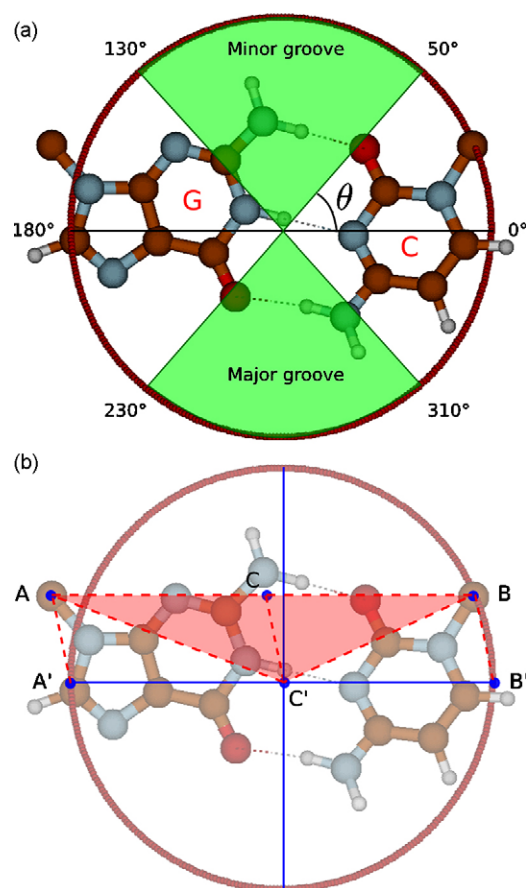 (a)
130° Minor groove 50°
θ
G
180° C 0°
Major groove
230° 310°
(b)
A C B
A' C' B'